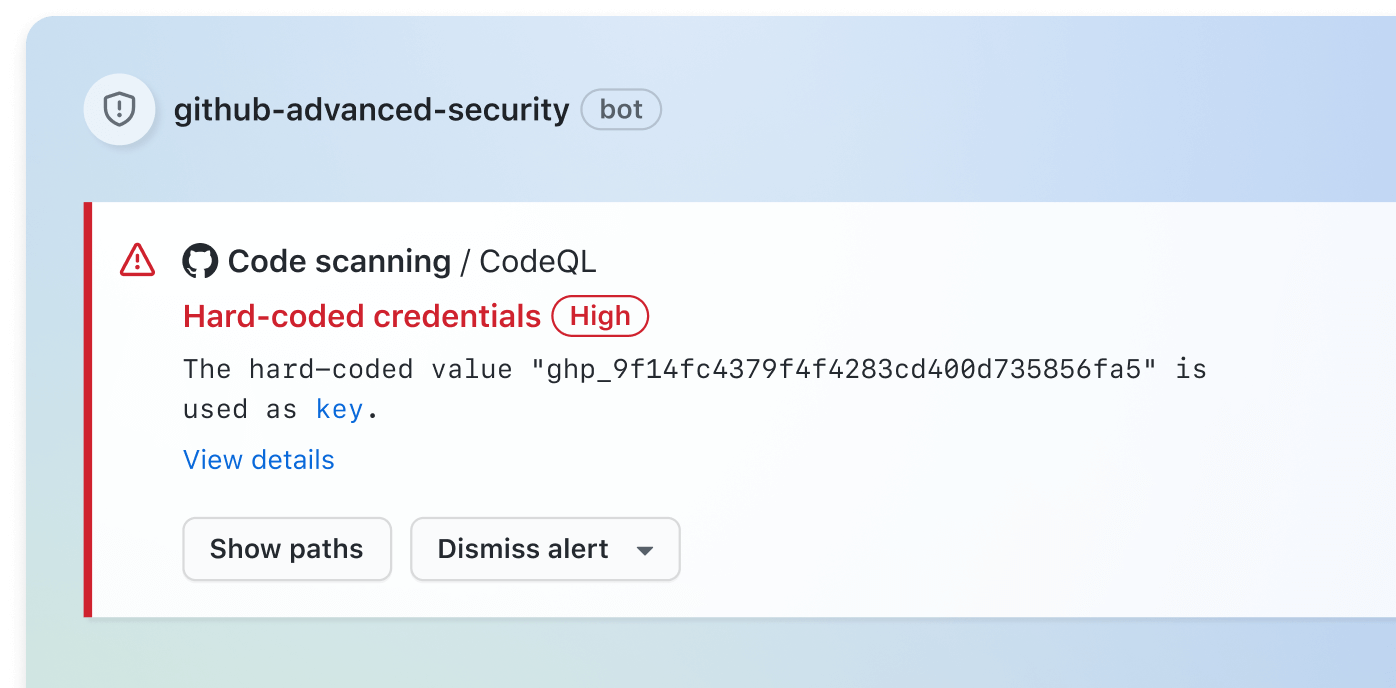 github-advanced-security bot
Code scanning / CodeQL
Hard-coded credentials High
The hard-coded value "ghp_9f14fc4379f4f4283cd400d735856fa5" is
used as key.
View details
Show paths Dismiss alert